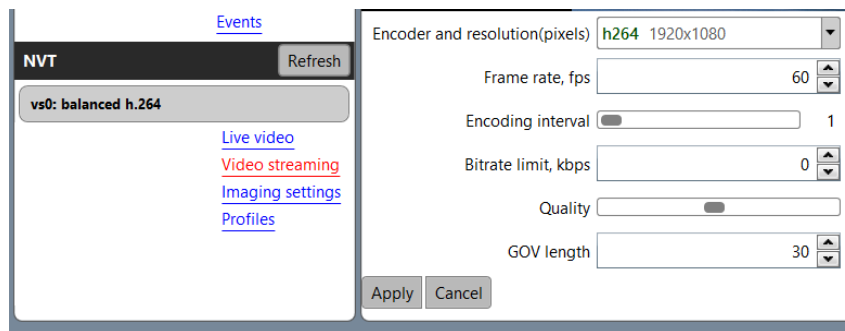 Events
NVT Refresh
vs0: balanced h.264
Live video
Video streaming
Imaging settings
Profiles
Encoder and resolution(pixels) h264 1920x1080
Frame rate, fps 60
Encoding interval 1
Bitrate limit, kbps 0
Quality
GOV length 30
Apply Cancel